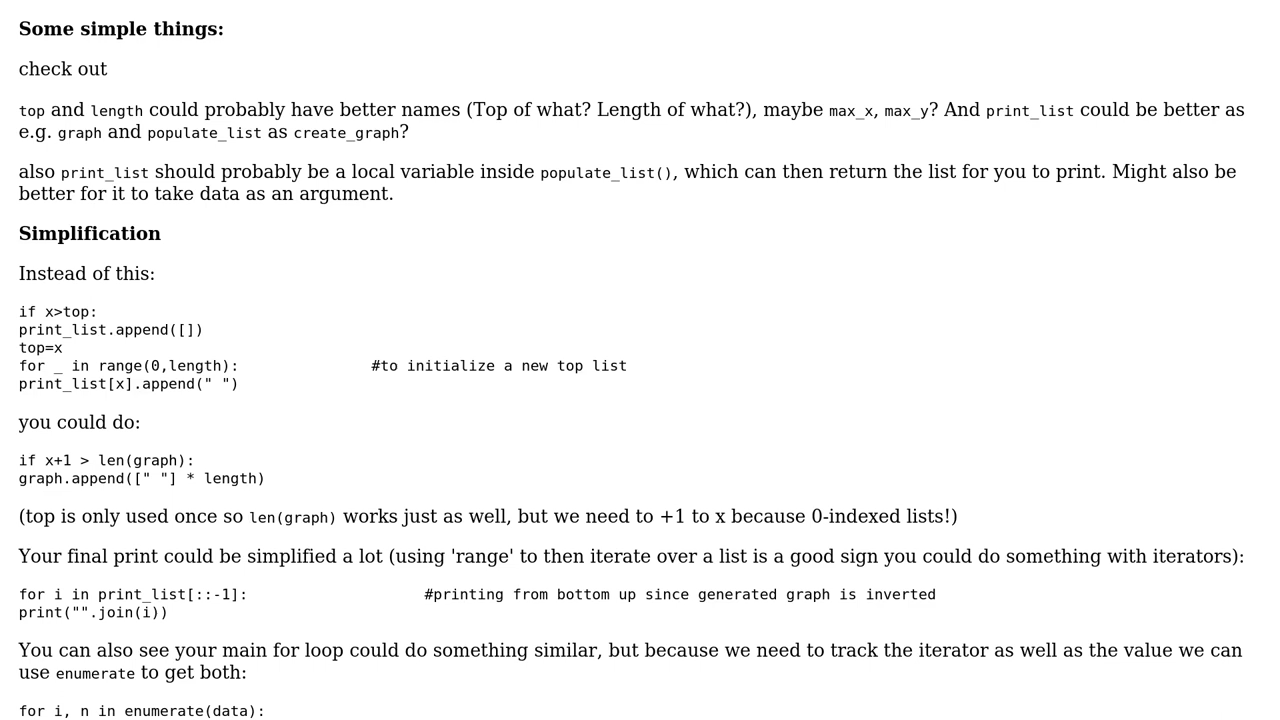 Some simple things:
check out
top and length could probably have better names (Top of what? Length of what?), maybe max_x, max_y? And print_list could be better as
e.g. graph and populate_list as create_graph?
also print_list should probably be a local variable inside populate_list(), which can then return the list for you to print. Might also be
better for it to take data as an argument.
Simplification
Instead of this:
if x>top:
print_list.append([])
top=x
for _ in range(0,length):               #to initialize a new top list
print_list[x].append(" ")
you could do:
if x+1 > len(graph):
graph.append([" "] * length)
(top is only used once so len(graph) works just as well, but we need to +1 to x because 0-indexed lists!)
Your final print could be simplified a lot (using 'range' to then iterate over a list is a good sign you could do something with iterators):
for i in print_list[::-1]:                    #printing from bottom up since generated graph is inverted
print("".join(i))
You can also see your main for loop could do something similar, but because we need to track the iterator as well as the value we can
use enumerate to get both:
for i, n in enumerate(data):